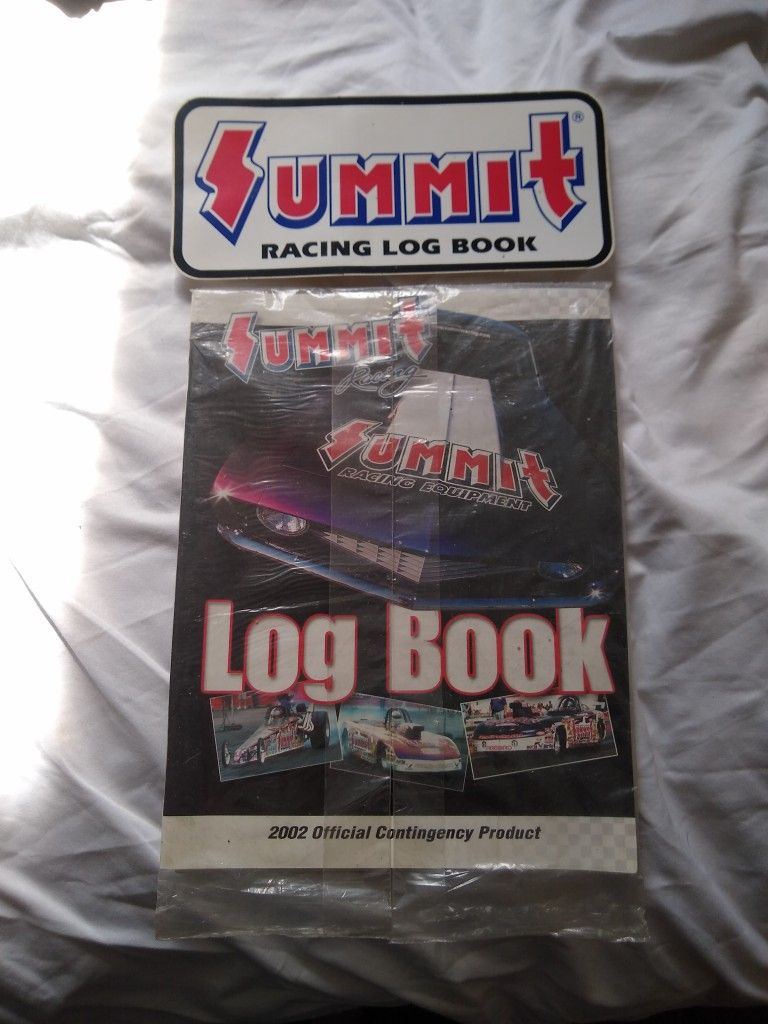 SUMMIT®
RACING LOG BOOK
SUMMIT
Racing
SUMMIT
RACING EQUIPMENT
Log Book
2002 Official Contingency Product